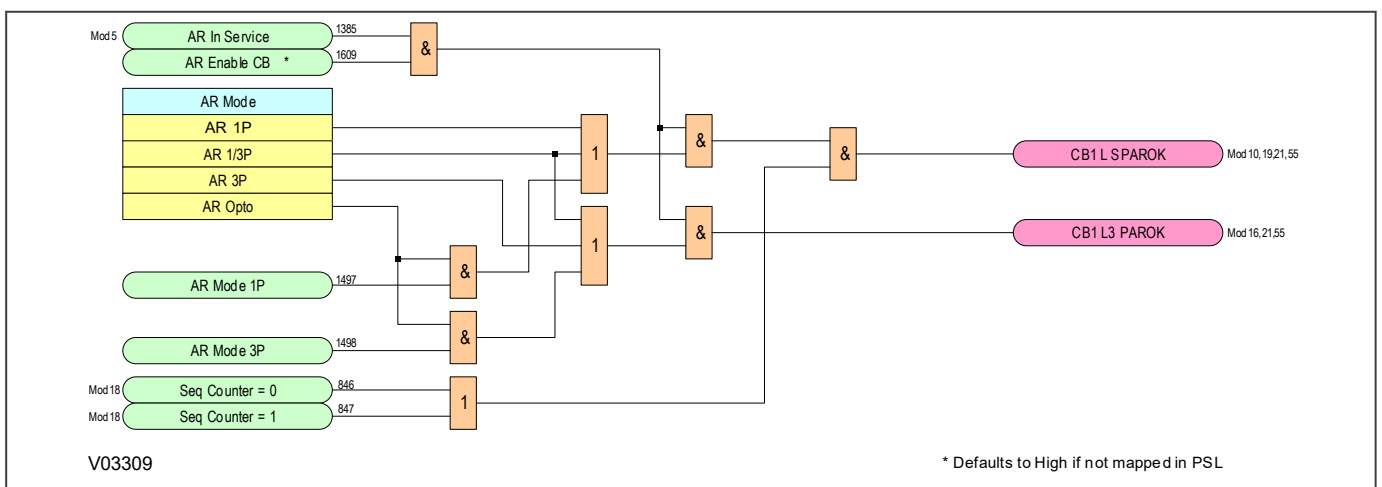 Mod 5 AR In Service 1385
AR Enable CB * 1609
&
AR Mode
AR 1P
AR 1/3P
AR 3P
AR Opto
1
&
&
CB1 L SPAROK Mod 10,19,21,55
1
&
CB1 L3 PAROK Mod 16,21,55
AR Mode 1P 1497
&
AR Mode 3P 1498
&
Mod 18 Seq Counter = 0 846
Mod 18 Seq Counter = 1 847
1
V03309
* Defaults to High if not mapped in PSL